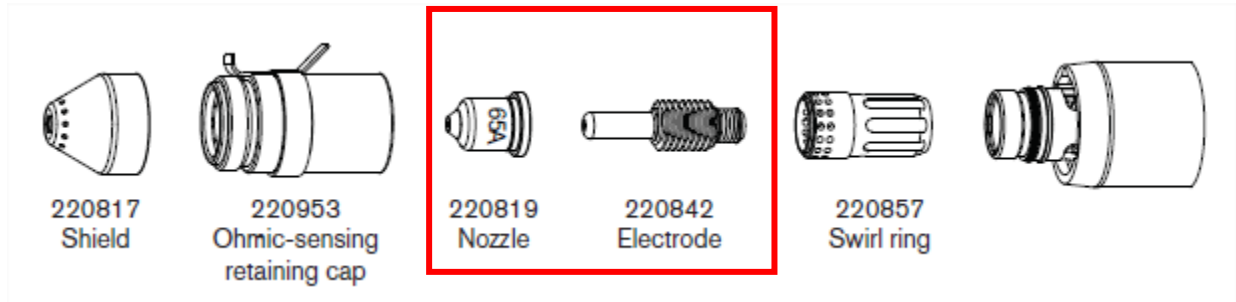 65A
220817
Shield
220953
Ohmic-sensing
retaining cap
220819
Nozzle
220842
Electrode
220857
Swirl ring